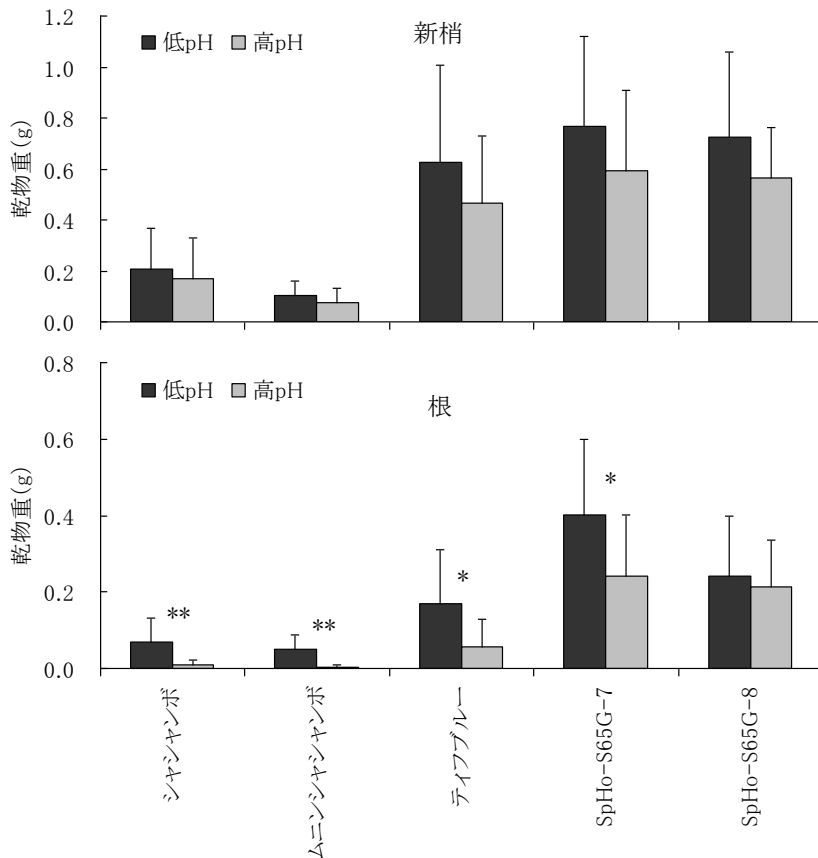 1.2
1.0
0.8
0.6
0.4
0.2
0.0
乾物重(g)
低pH 高pH
新梢
0.8
0.6
0.4
0.2
0.0
乾物重(g)
低pH 高pH
根
**
**
*
*
シャシャンボ
ムニンシャシャンボ
ティフブルー
SpHo-S65G-7
SpHo-S65G-8